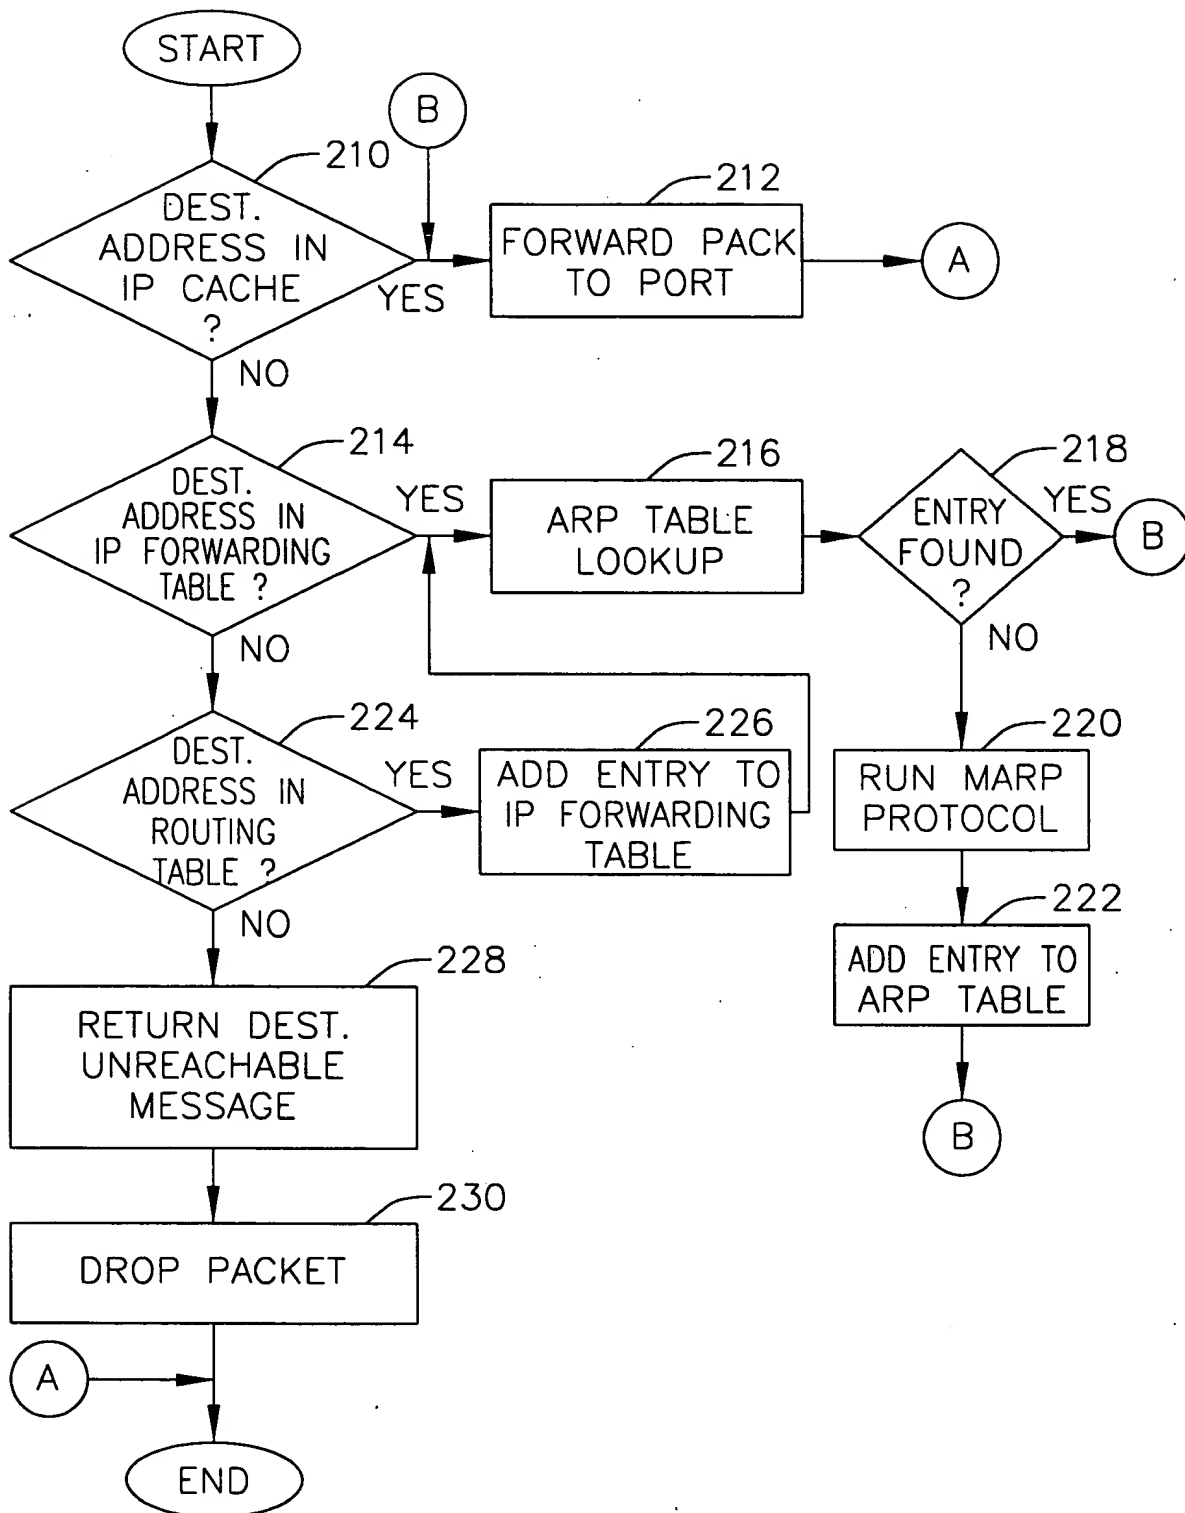 START
B
210
DEST.
ADDRESS IN
IP CACHE
?
YES
NO
212
FORWARD PACK
TO PORT
A
214
DEST.
ADDRESS IN
IP FORWARDING
TABLE ?
YES
NO
216
ARP TABLE
LOOKUP
218
ENTRY
FOUND
?
YES
B
NO
224
DEST.
ADDRESS IN
ROUTING
TABLE ?
YES
NO
226
ADD ENTRY TO
IP FORWARDING
TABLE
220
RUN MARP
PROTOCOL
222
ADD ENTRY TO
ARP TABLE
B
228
RETURN DEST.
UNREACHABLE
MESSAGE
230
DROP PACKET
A
END